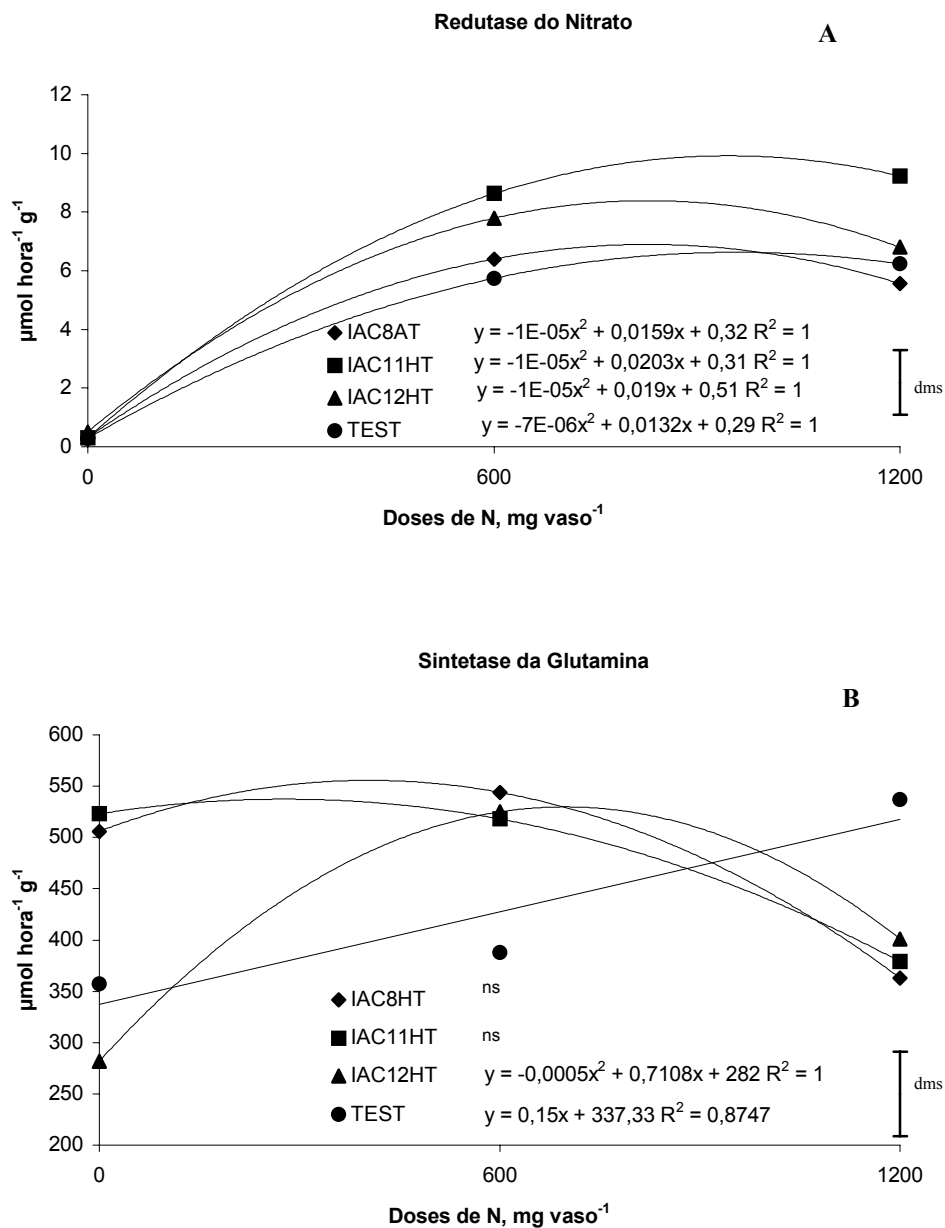 Redutase do Nitrato
A
µmol hora⁻¹ g⁻¹
12
10
8
6
4
2
0
IAC8AT y = -1E-05x² + 0,0159x + 0,32 R² = 1
IAC11HT y = -1E-05x² + 0,0203x + 0,31 R² = 1
IAC12HT y = -1E-05x² + 0,019x + 0,51 R² = 1
TEST y = -7E-06x² + 0,0132x + 0,29 R² = 1
dms
0 600 1200
Doses de N, mg vaso⁻¹
Sintetase da Glutamina
B
µmol hora⁻¹ g⁻¹
600
550
500
450
400
350
300
250
200
IAC8HT ns
IAC11HT ns
IAC12HT y = -0,0005x² + 0,7108x + 282 R² = 1
TEST y = 0,15x + 337,33 R² = 0,8747
dms
0 600 1200
Doses de N, mg vaso⁻¹